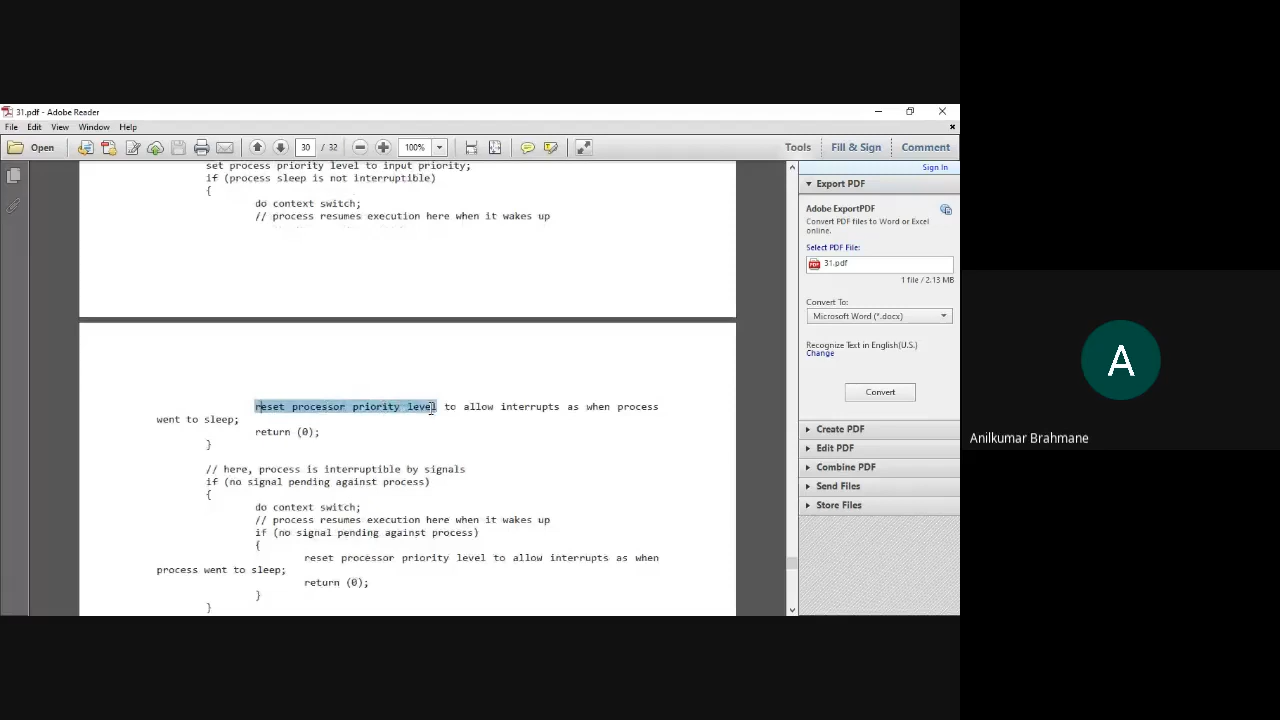 31.pdf - Adobe Reader
File Edit View Window Help
Open 30 / 32 100% Tools Fill & Sign Comment
Sign In
set process priority level to input priority;
if (process sleep is not interruptible)
{
do context switch;
// process resumes execution here when it wakes up
reset processor priority level to allow interrupts as when process
went to sleep;
return (0);
}
// here, process is interruptible by signals
if (no signal pending against process)
{
do context switch;
// process resumes execution here when it wakes up
if (no signal pending against process)
{
reset processor priority level to allow interrupts as when
process went to sleep;
return (0);
}
}
Export PDF
Adobe ExportPDF
Convert PDF files to Word or Excel
online.
Select PDF File:
31.pdf
1 file / 2.13 MB
Convert To:
Microsoft Word (*.docx)
Recognize Text in English(U.S.)
Change
Convert
Create PDF
Edit PDF
Combine PDF
Send Files
Store Files
A
Anilkumar Brahmane